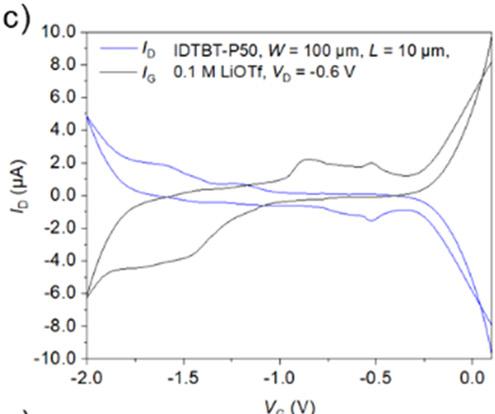 c)
I_D IDTBT-P50, W = 100 µm, L = 10 µm,
I_G 0.1 M LiOTf, V_D = -0.6 V
I_D (µA)
10.0
8.0
6.0
4.0
2.0
0.0
-2.0
-4.0
-6.0
-8.0
-10.0
-2.0 -1.5 -1.0 -0.5 0.0
V_G (V)